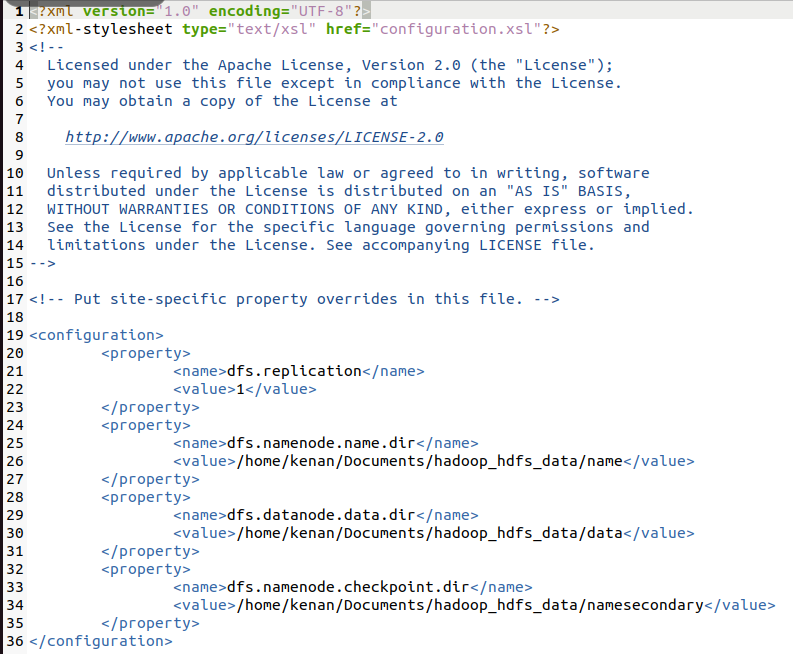 1 <?xml version="1.0" encoding="UTF-8"?>
2 <?xml-stylesheet type="text/xsl" href="configuration.xsl"?>
3 <!--
4   Licensed under the Apache License, Version 2.0 (the "License");
5   you may not use this file except in compliance with the License.
6   You may obtain a copy of the License at
7
8     http://www.apache.org/licenses/LICENSE-2.0
9
10   Unless required by applicable law or agreed to in writing, software
11   distributed under the License is distributed on an "AS IS" BASIS,
12   WITHOUT WARRANTIES OR CONDITIONS OF ANY KIND, either express or implied.
13   See the License for the specific language governing permissions and
14   limitations under the License. See accompanying LICENSE file.
15 -->
16
17 <!-- Put site-specific property overrides in this file. -->
18
19 <configuration>
20         <property>
21                 <name>dfs.replication</name>
22                 <value>1</value>
23         </property>
24         <property>
25                 <name>dfs.namenode.name.dir</name>
26                 <value>/home/kenan/Documents/hadoop_hdfs_data/name</value>
27         </property>
28         <property>
29                 <name>dfs.datanode.data.dir</name>
30                 <value>/home/kenan/Documents/hadoop_hdfs_data/data</value>
31         </property>
32         <property>
33                 <name>dfs.namenode.checkpoint.dir</name>
34                 <value>/home/kenan/Documents/hadoop_hdfs_data/namesecondary</value>
35         </property>
36 </configuration>